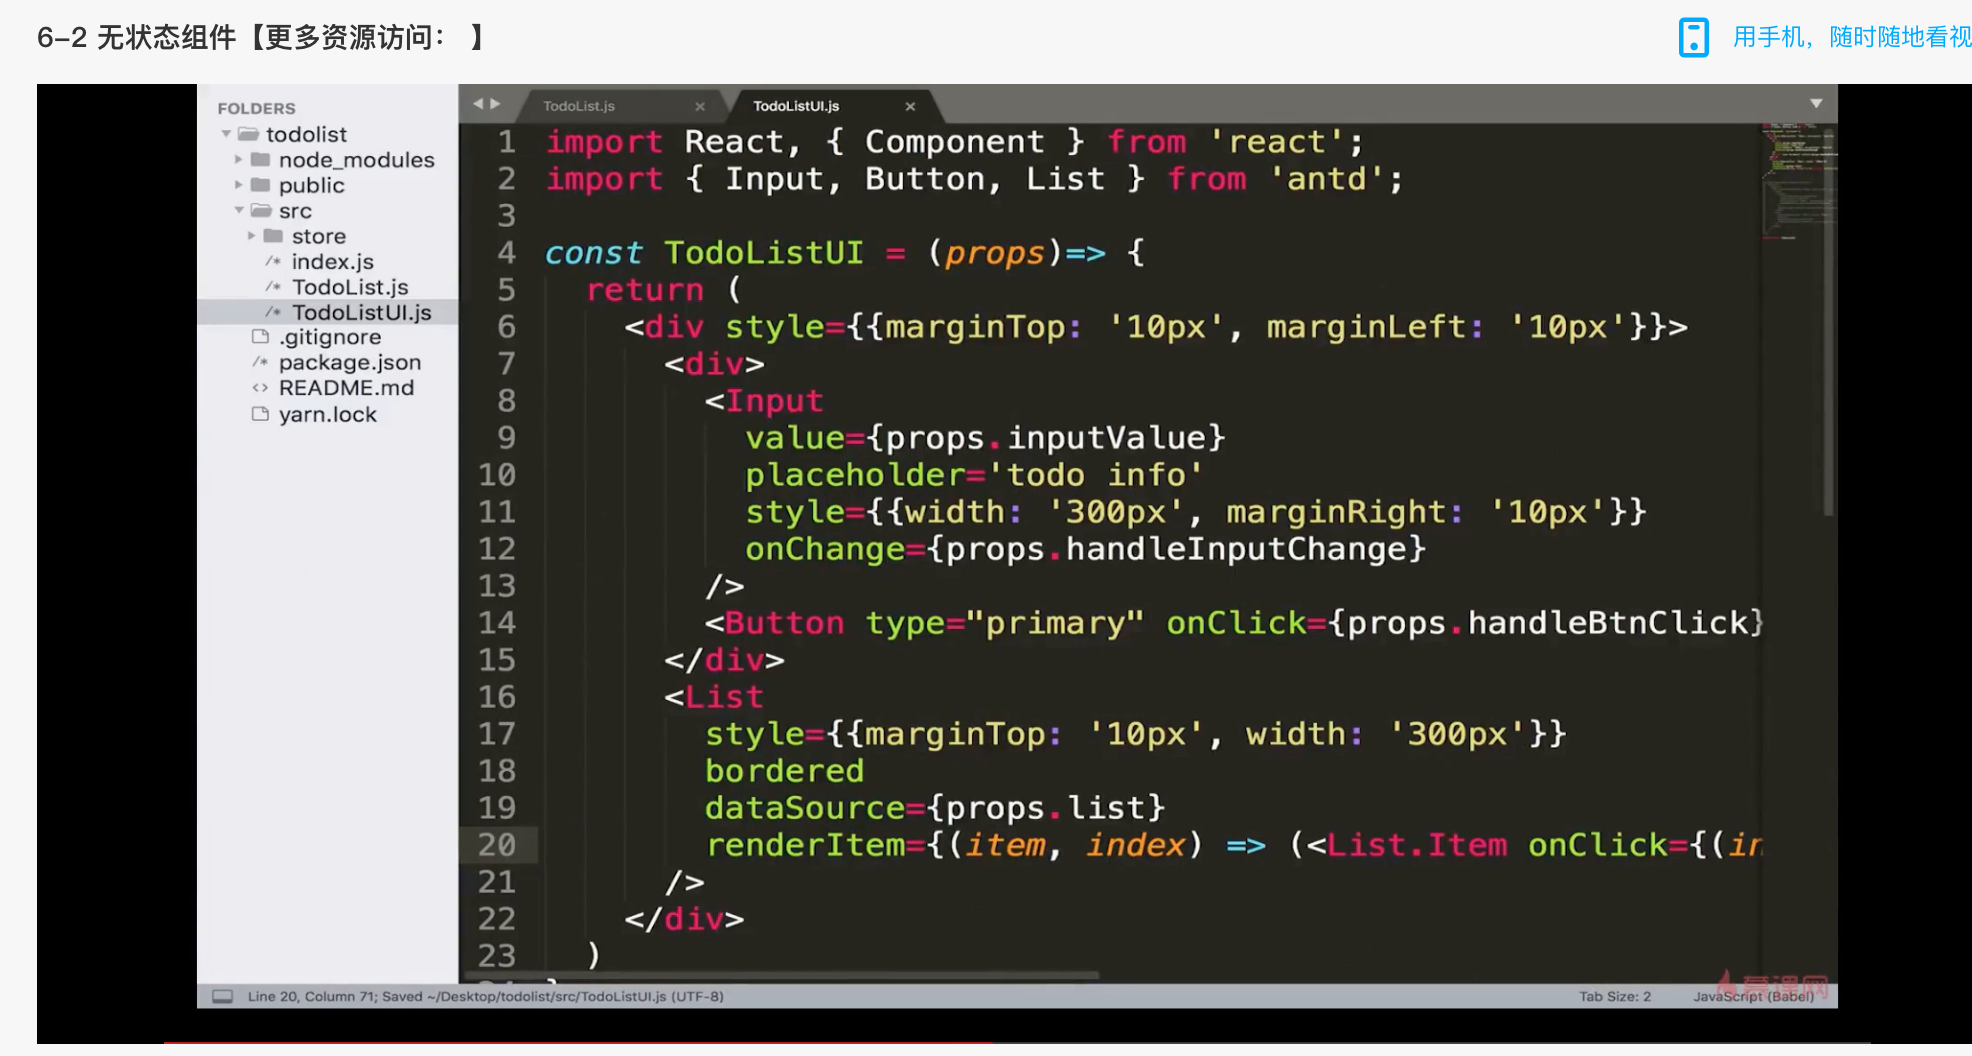 6-2 无状态组件【更多资源访问： 】
用手机，随时随地看视
FOLDERS
todolist
node_modules
public
src
store
/* index.js
/* TodoList.js
/* TodoListUI.js
.gitignore
/* package.json
<> README.md
yarn.lock
TodoList.js ×
TodoListUI.js ×
1 import React, { Component } from 'react';
2 import { Input, Button, List } from 'antd';
3
4 const TodoListUI = (props)=> {
5 return (
6 <div style={{marginTop: '10px', marginLeft: '10px'}}>
7 <div>
8 <Input
9 value={props.inputValue}
10 placeholder='todo info'
11 style={{width: '300px', marginRight: '10px'}}
12 onChange={props.handleInputChange}
13 />
14 <Button type="primary" onClick={props.handleBtnClick}
15 </div>
16 <List
17 style={{marginTop: '10px', width: '300px'}}
18 bordered
19 dataSource={props.list}
20 renderItem={(item, index) => (<List.Item onClick={(in
21 />
22 </div>
23 )
Line 20, Column 71; Saved ~/Desktop/todolist/src/TodoListUI.js (UTF-8)
Tab Size: 2
JavaScript (Babel)
慕课网